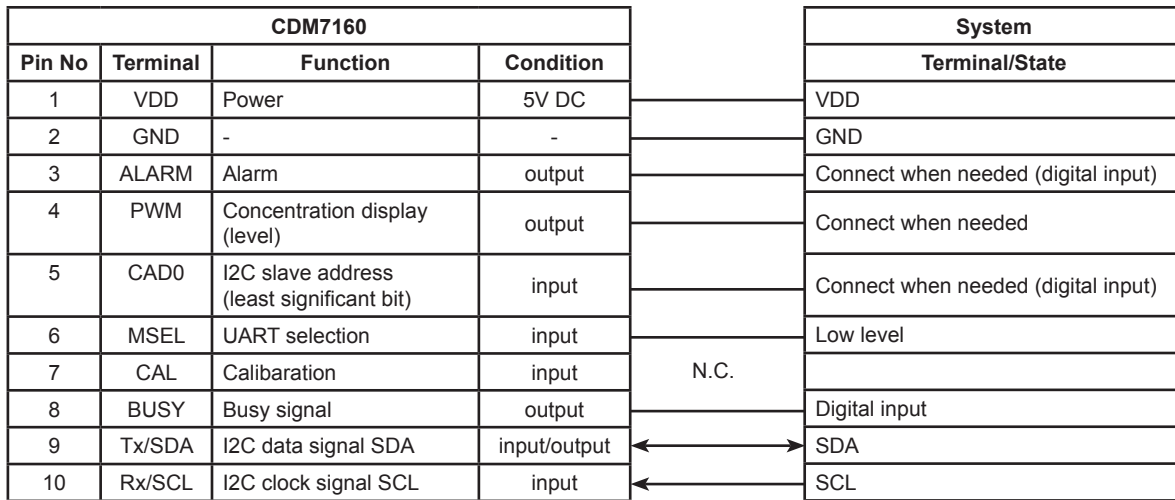 CDM7160 System
Pin No Terminal Function Condition Terminal/State
1 VDD Power 5V DC VDD
2 GND - - GND
3 ALARM Alarm output Connect when needed (digital input)
4 PWM Concentration display
(level) output Connect when needed
5 CAD0 I2C slave address
(least significant bit) input Connect when needed (digital input)
6 MSEL UART selection input Low level
7 CAL Calibaration input N.C.
8 BUSY Busy signal output Digital input
9 Tx/SDA I2C data signal SDA input/output SDA
10 Rx/SCL I2C clock signal SCL input SCL